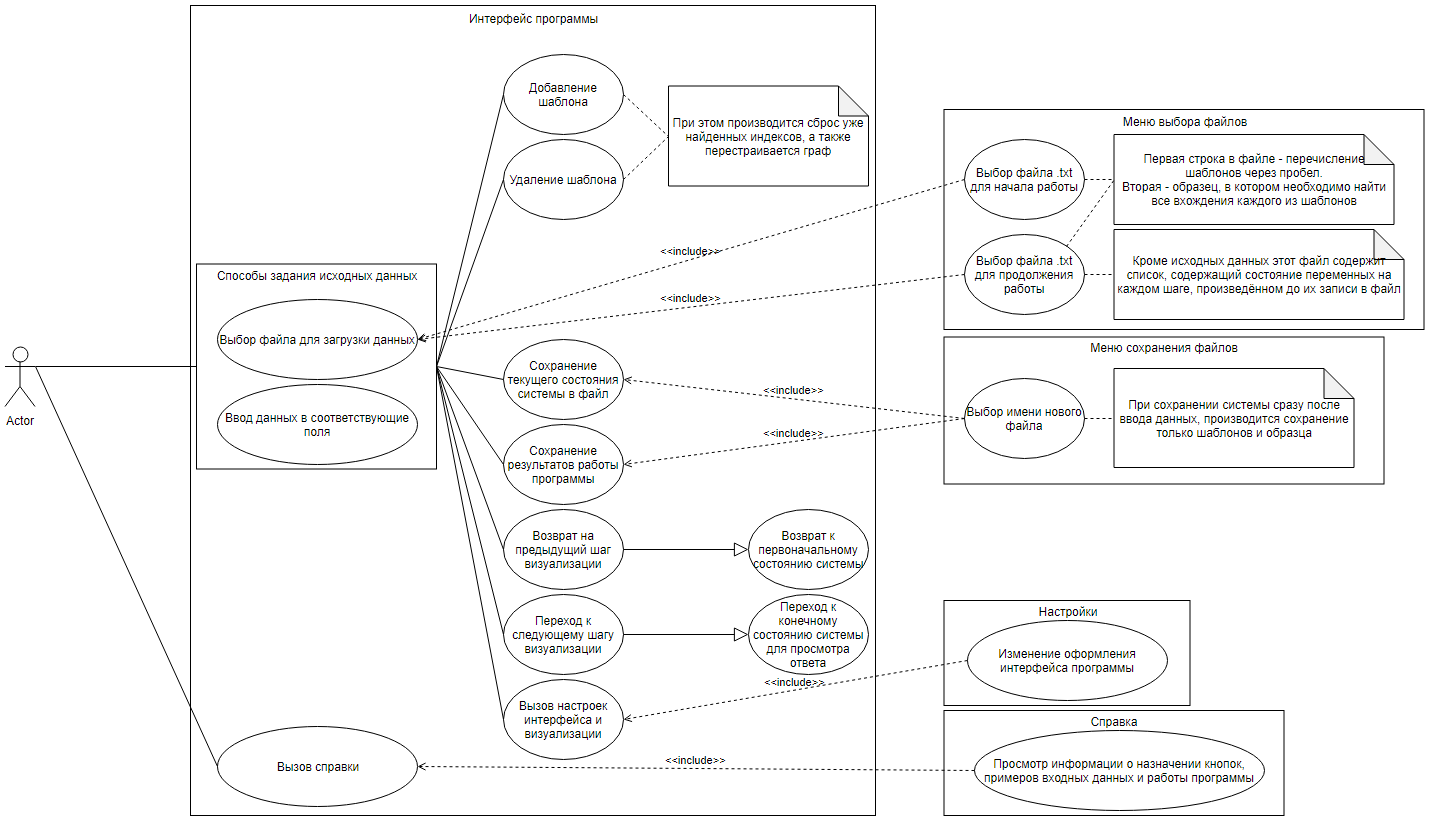 Интерфейс программы
Добавление
шаблона
При этом производится сброс уже
найденных индексов, а также
перестраивается граф
Удаление шаблона
Меню выбора файлов
Выбор файла .txt
для начала работы
Первая строка в файле - перечисление
шаблонов через пробел.
Вторая - образец, в котором необходимо найти
все вхождения каждого из шаблонов
Выбор файла .txt
для продолжения
работы
Кроме исходных данных этот файл содержит
список, содержащий состояние переменных на
каждом шаге, произведённом до их записи в файл
<<include>>
<<include>>
Способы задания исходных данных
Выбор файла для загрузки данных
Ввод данных в соответствующие
поля
Actor
Сохранение
текущего состояния
системы в файл
<<include>>
Сохранение
результатов работы
программы
<<include>>
Меню сохранения файлов
Выбор имени нового
файла
При сохранении системы сразу после
ввода данных, производится сохранение
только шаблонов и образца
Возврат на
предыдущий шаг
визуализации
Возврат к
первоначальному
состоянию системы
Переход к
следующему шагу
визуализации
Переход к
конечному
состоянию системы
для просмотра
ответа
<<include>>
Вызов настроек
интерфейса и
визуализации
Настройки
Изменение оформления
интерфейса программы
Вызов справки
<<include>>
Справка
Просмотр информации о назначении кнопок,
примеров входных данных и работы программы